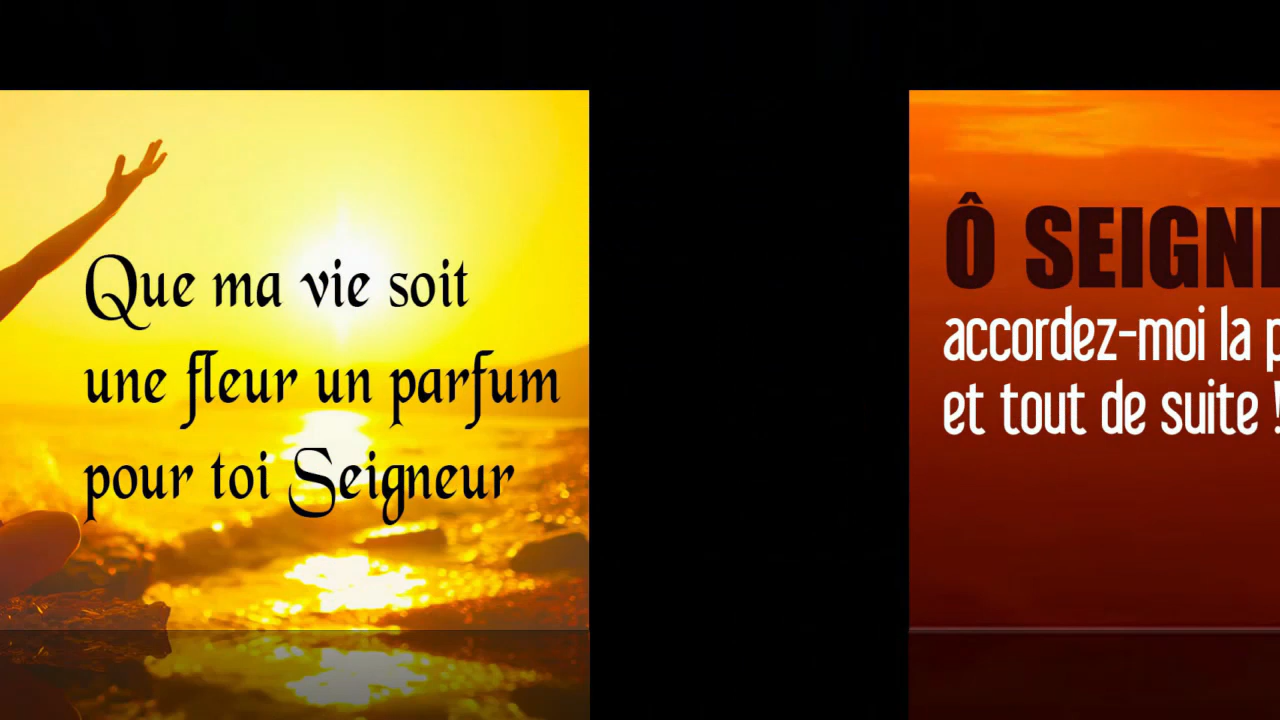 Que ma vie soit
une fleur un parfum
pour toi Seigneur
Ô
accordez-moi la
et tout de suite !